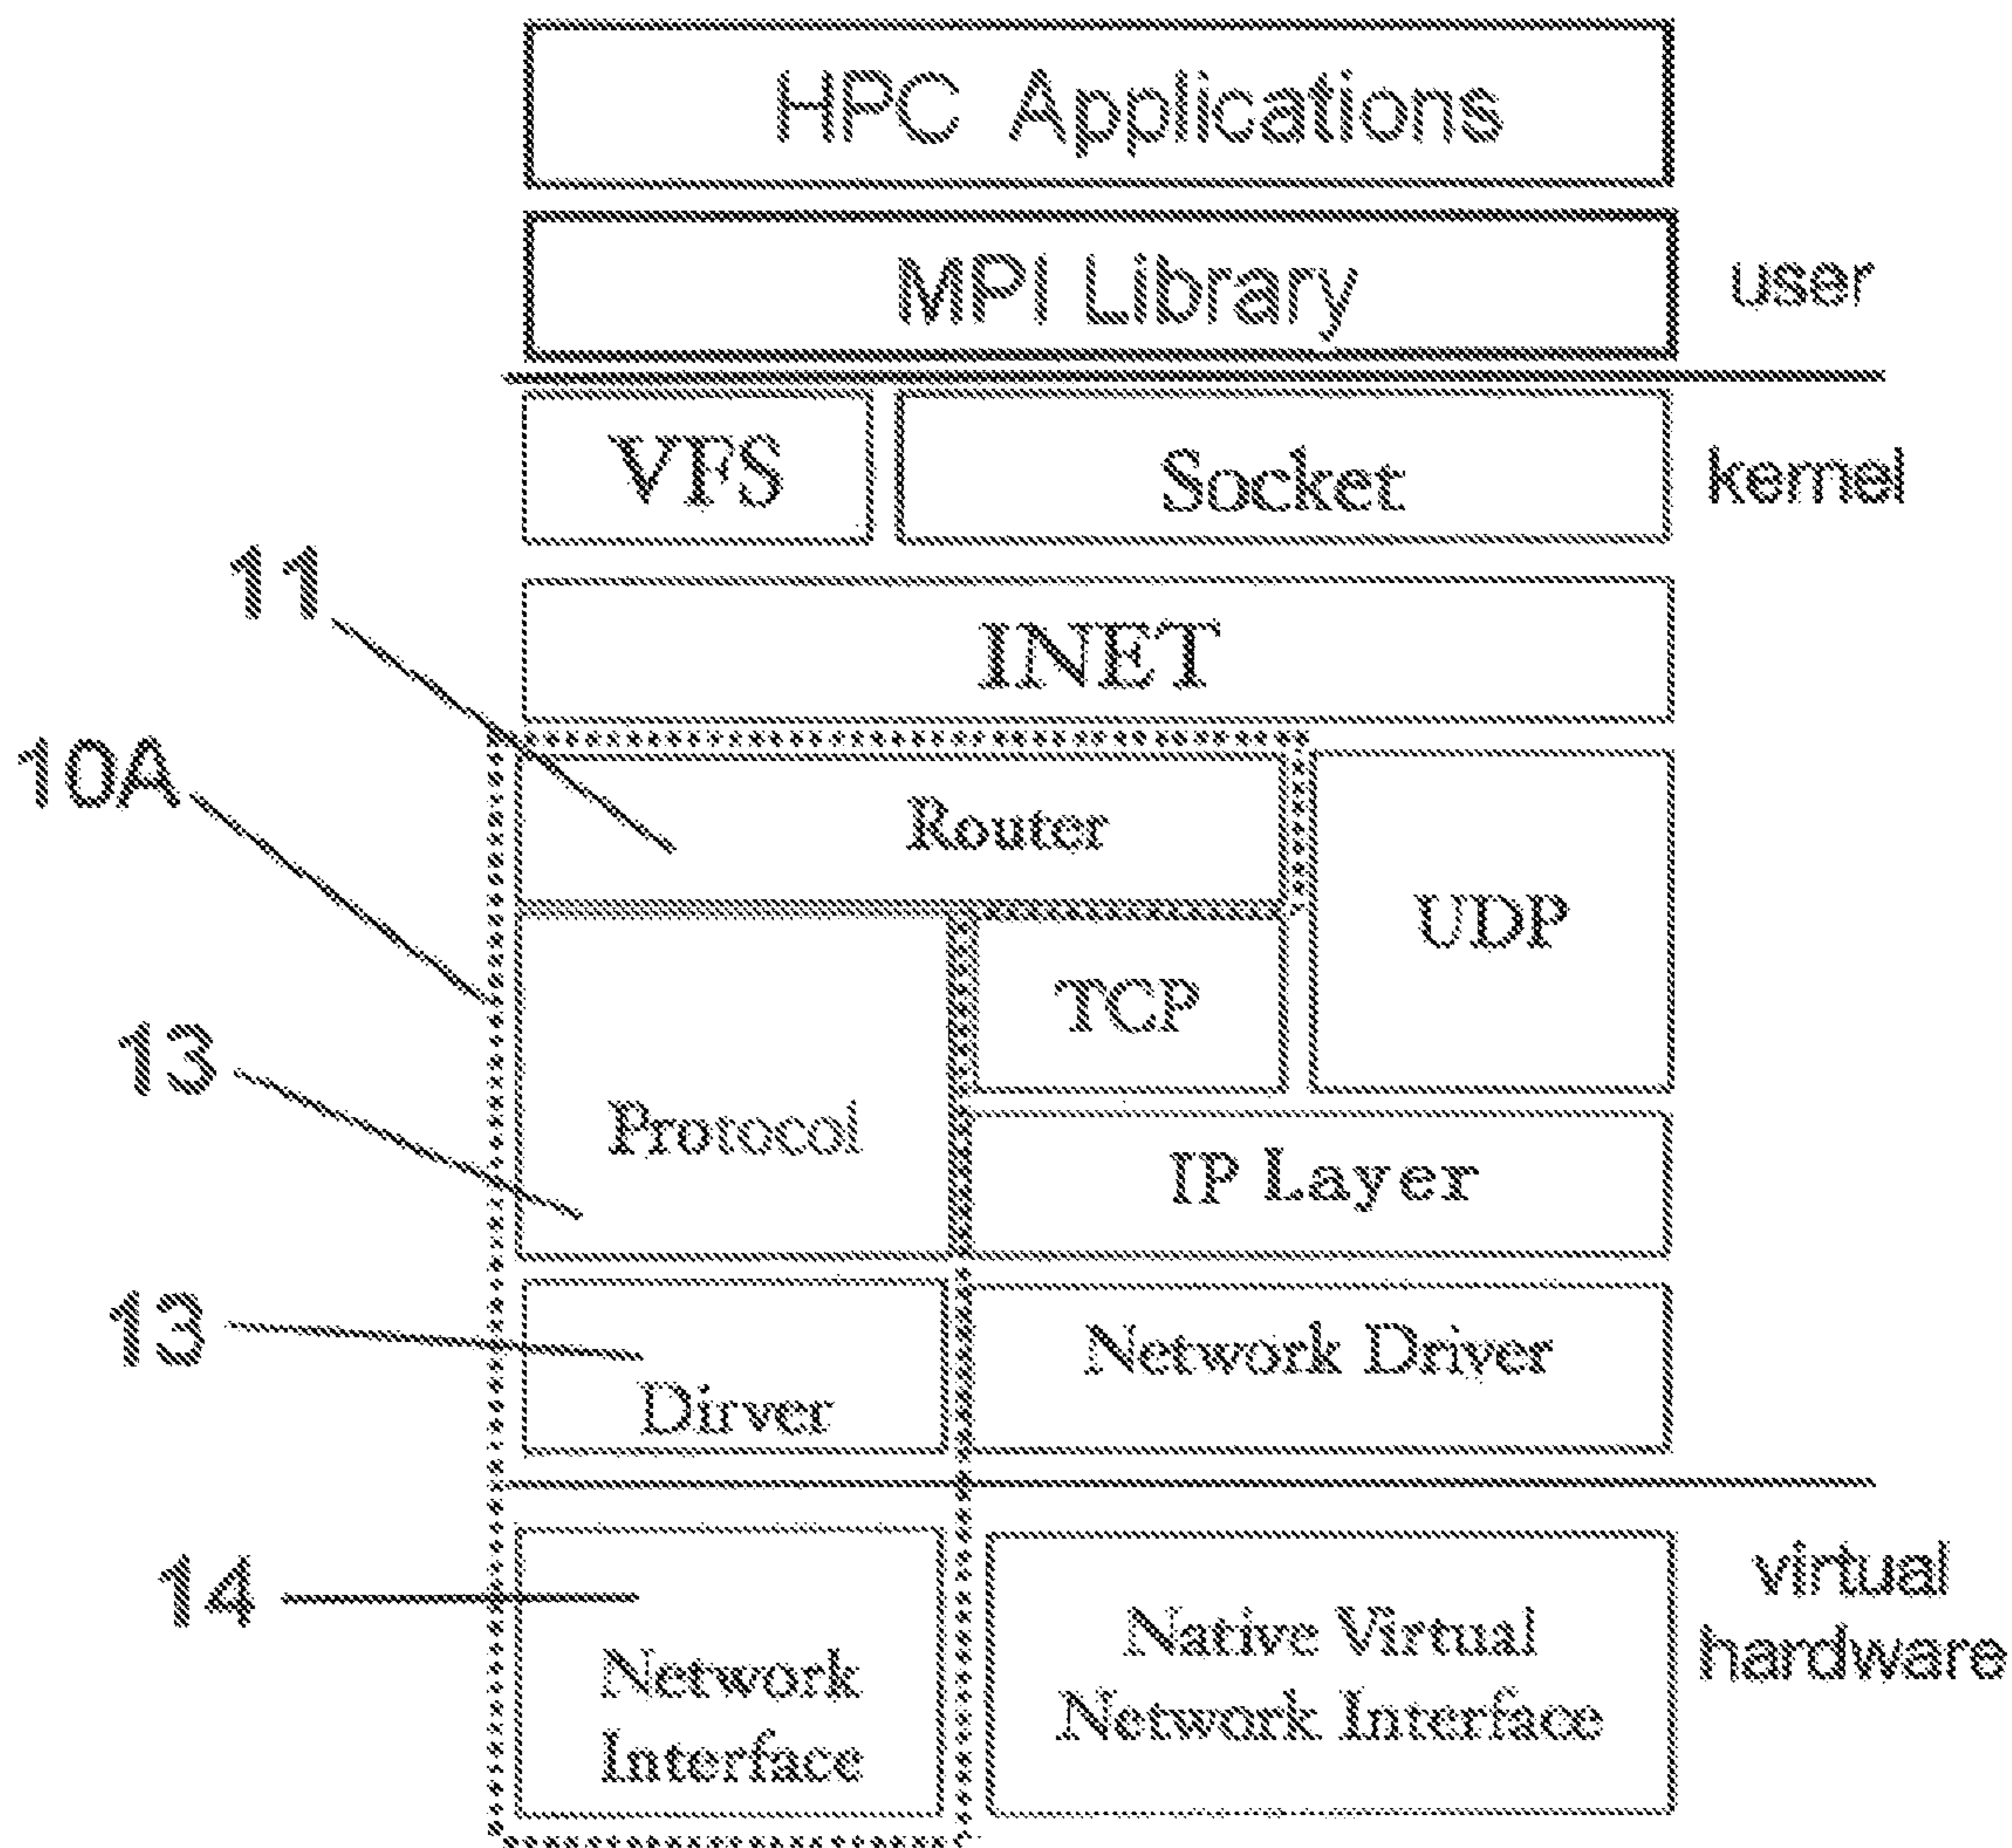 HPC Applications
MPI Library
user
VFS
Socket
kernel
11
INET
10A
Router
UDP
TCP
13
Protocol
IP Layer
13
Dirver
Network Driver
14
Network
Interface
Native Virtual
Network Interface
virtual
hardware